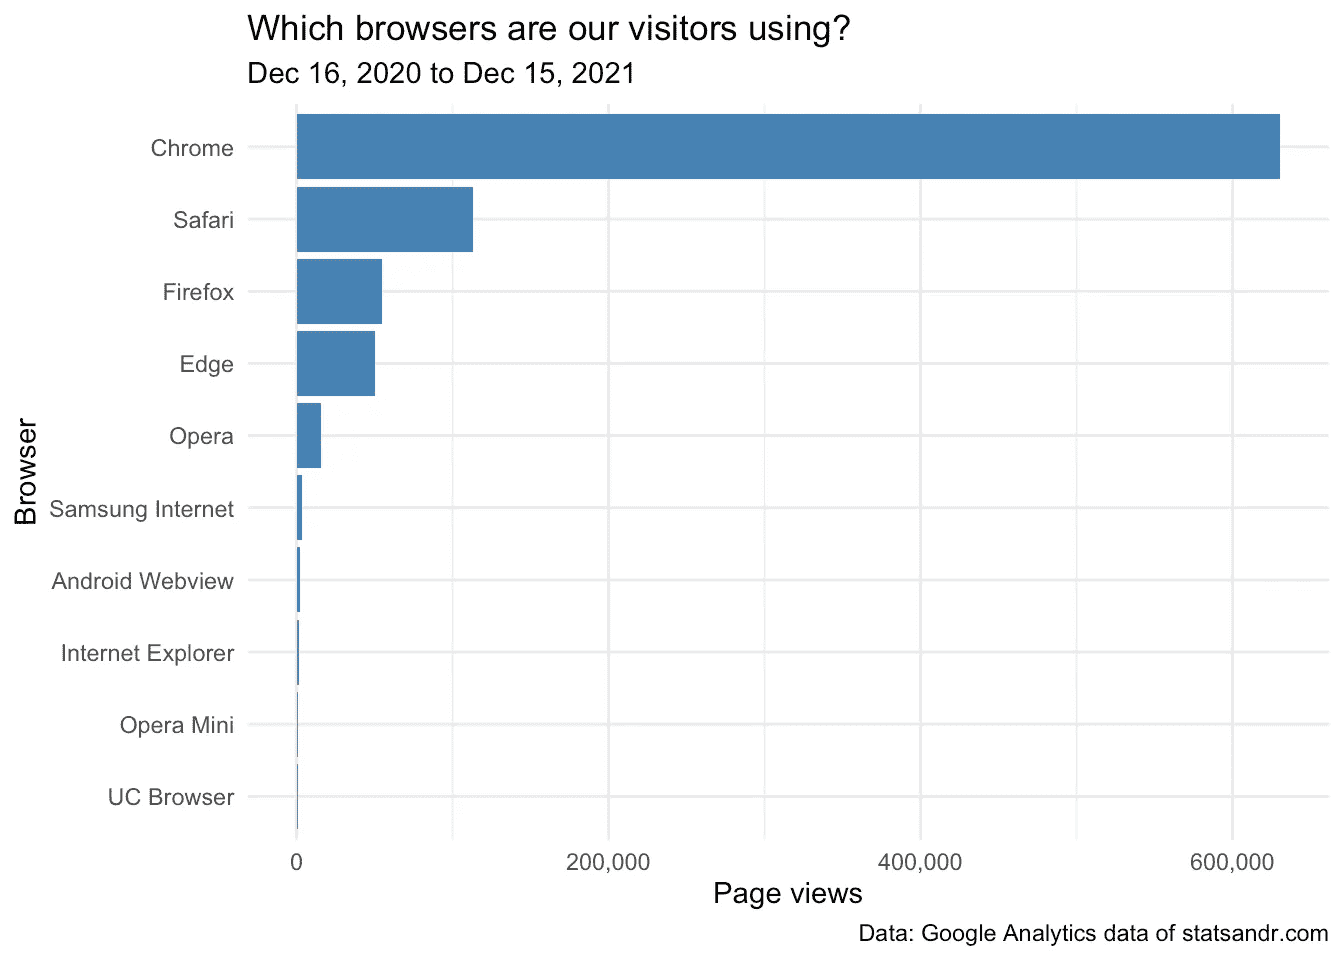 Which browsers are our visitors using?
Dec 16, 2020 to Dec 15, 2021
Browser
Chrome
Safari
Firefox
Edge
Opera
Samsung Internet
Android Webview
Internet Explorer
Opera Mini
UC Browser
0 200,000 400,000 600,000
Page views
Data: Google Analytics data of statsandr.com